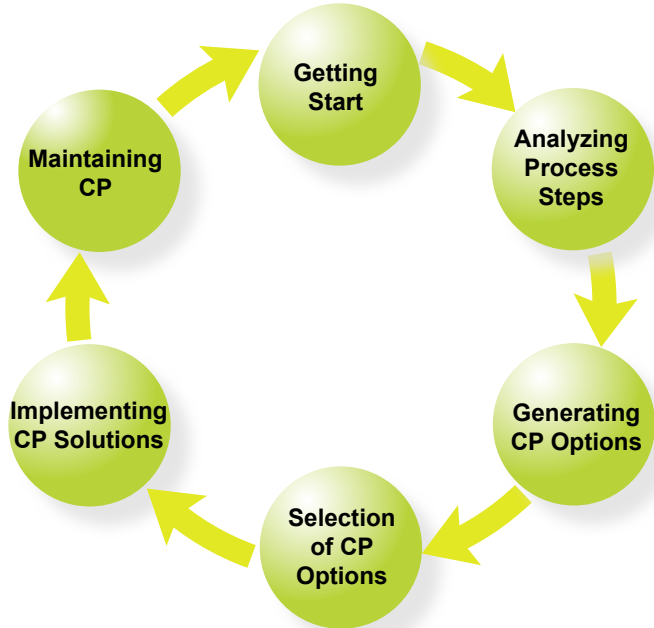 Getting
Start
Analyzing
Process
Steps
Generating
CP Options
Selection
of CP
Options
Implementing
CP Solutions
Maintaining
CP